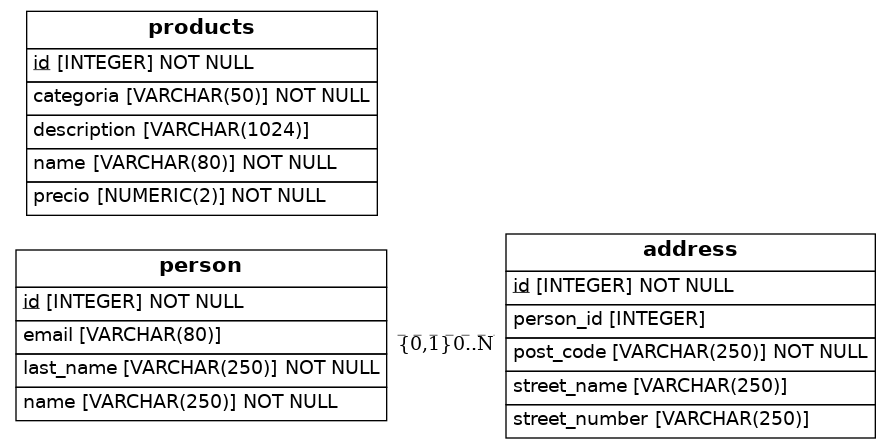 products
id [INTEGER] NOT NULL
categoria [VARCHAR(50)] NOT NULL
description [VARCHAR(1024)]
name [VARCHAR(80)] NOT NULL
precio [NUMERIC(2)] NOT NULL
person
id [INTEGER] NOT NULL
email [VARCHAR(80)]
last_name [VARCHAR(250)] NOT NULL
name [VARCHAR(250)] NOT NULL
{0,1}0..N
address
id [INTEGER] NOT NULL
person_id [INTEGER]
post_code [VARCHAR(250)] NOT NULL
street_name [VARCHAR(250)]
street_number [VARCHAR(250)]